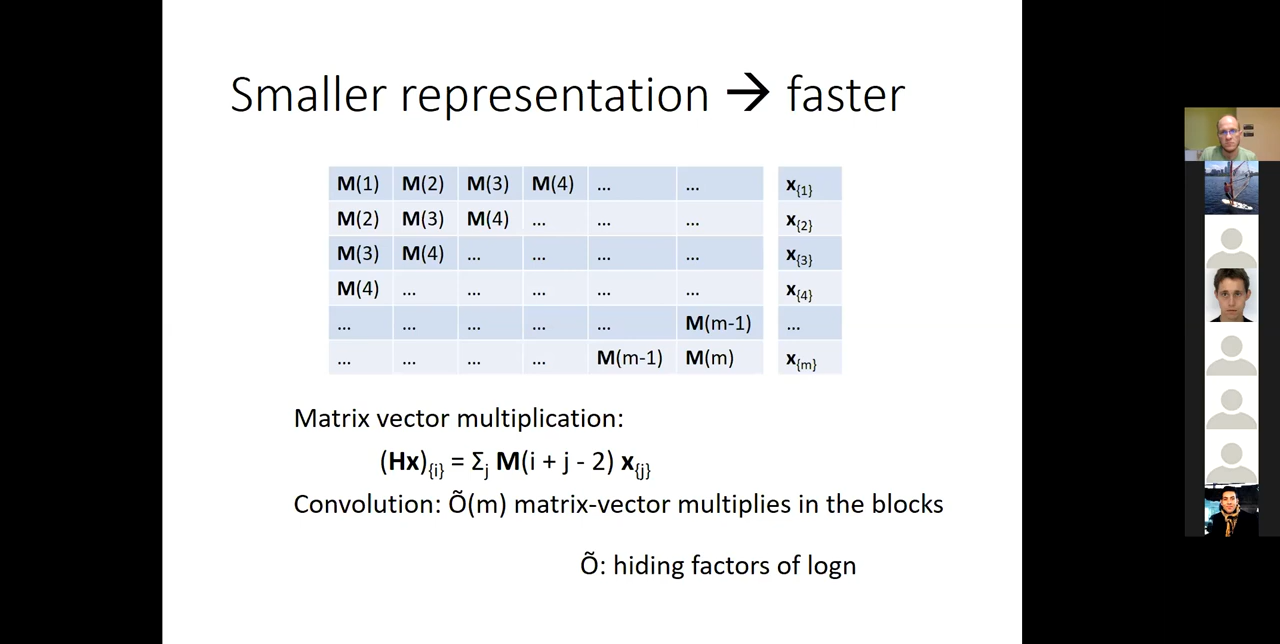 Smaller representation → faster
M(1) M(2) M(3) M(4) ... ... x{1}
M(2) M(3) M(4) ... ... ... x{2}
M(3) M(4) ... ... ... ... x{3}
M(4) ... ... ... ... ... x{4}
... ... ... ... ... M(m-1) ...
... ... ... ... M(m-1) M(m) x{m}
Matrix vector multiplication:
(Hx){i} = Σj M(i + j - 2) x{j}
Convolution: Õ(m) matrix-vector multiplies in the blocks
Õ: hiding factors of logn